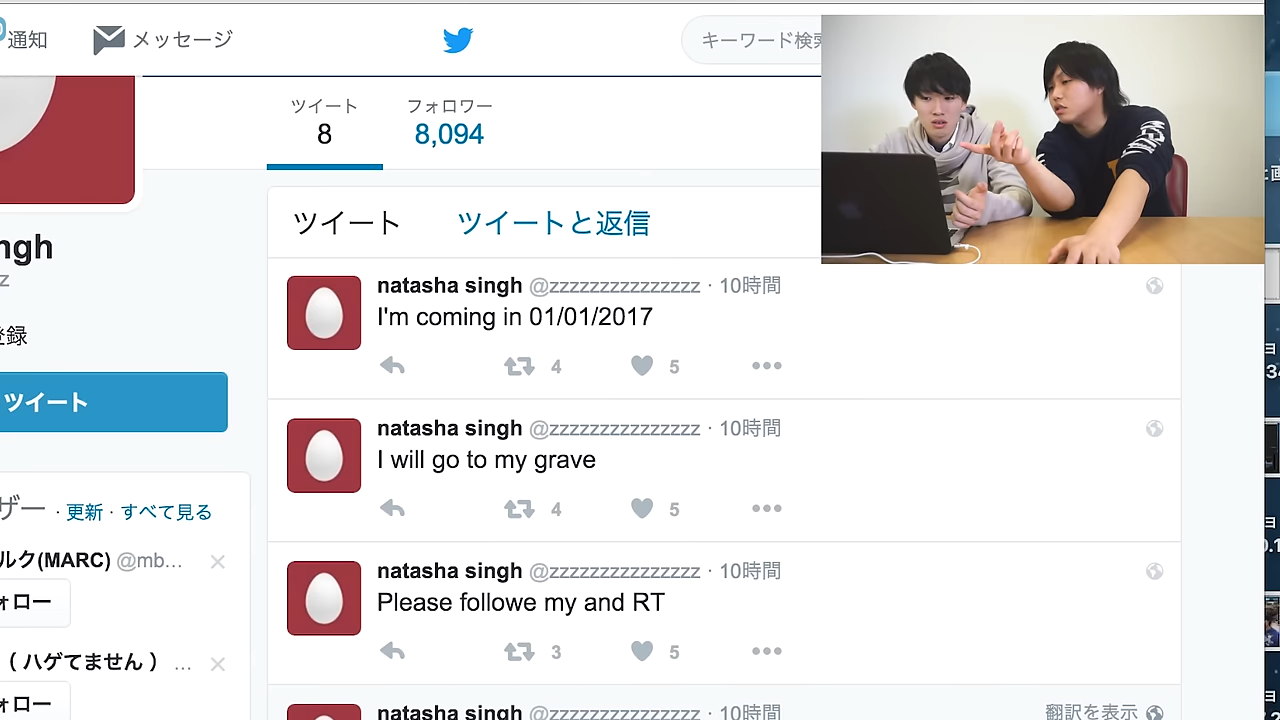 通知 メッセージ キーワード検索
ツイート フォロワー
8 8,094
ツイート ツイートと返信
natasha singh @zzzzzzzzzzzzzzz · 10時間
I'm coming in 01/01/2017
4 5
natasha singh @zzzzzzzzzzzzzzz · 10時間
I will go to my grave
4 5
natasha singh @zzzzzzzzzzzzzzz · 10時間
Please followe my and RT
3 5
natasha singh @zzzzzzzzzzzzzzz · 10時間 翻訳を表示
ngh
z
登録
ツイート
ザー · 更新 · すべて見る
ルク(MARC) @mb...
ォロー
( ハゲてません ) ...
ォロー